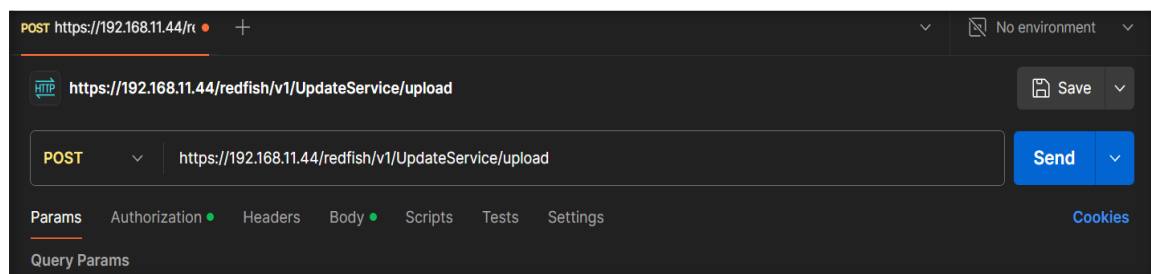 POST https://192.168.11.44/re
No environment
HTTP https://192.168.11.44/redfish/v1/UpdateService/upload
Save
POST https://192.168.11.44/redfish/v1/UpdateService/upload
Send
Params Authorization Headers Body Scripts Tests Settings Cookies
Query Params